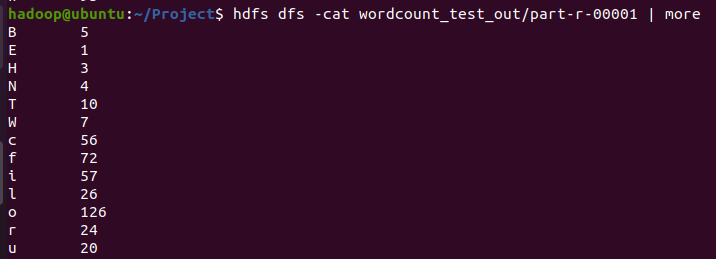 hadoop@ubuntu:~/Project$ hdfs dfs -cat wordcount_test_out/part-r-00001 | more
B 5
E 1
H 3
N 4
T 10
W 7
c 56
f 72
i 57
l 26
o 126
r 24
u 20